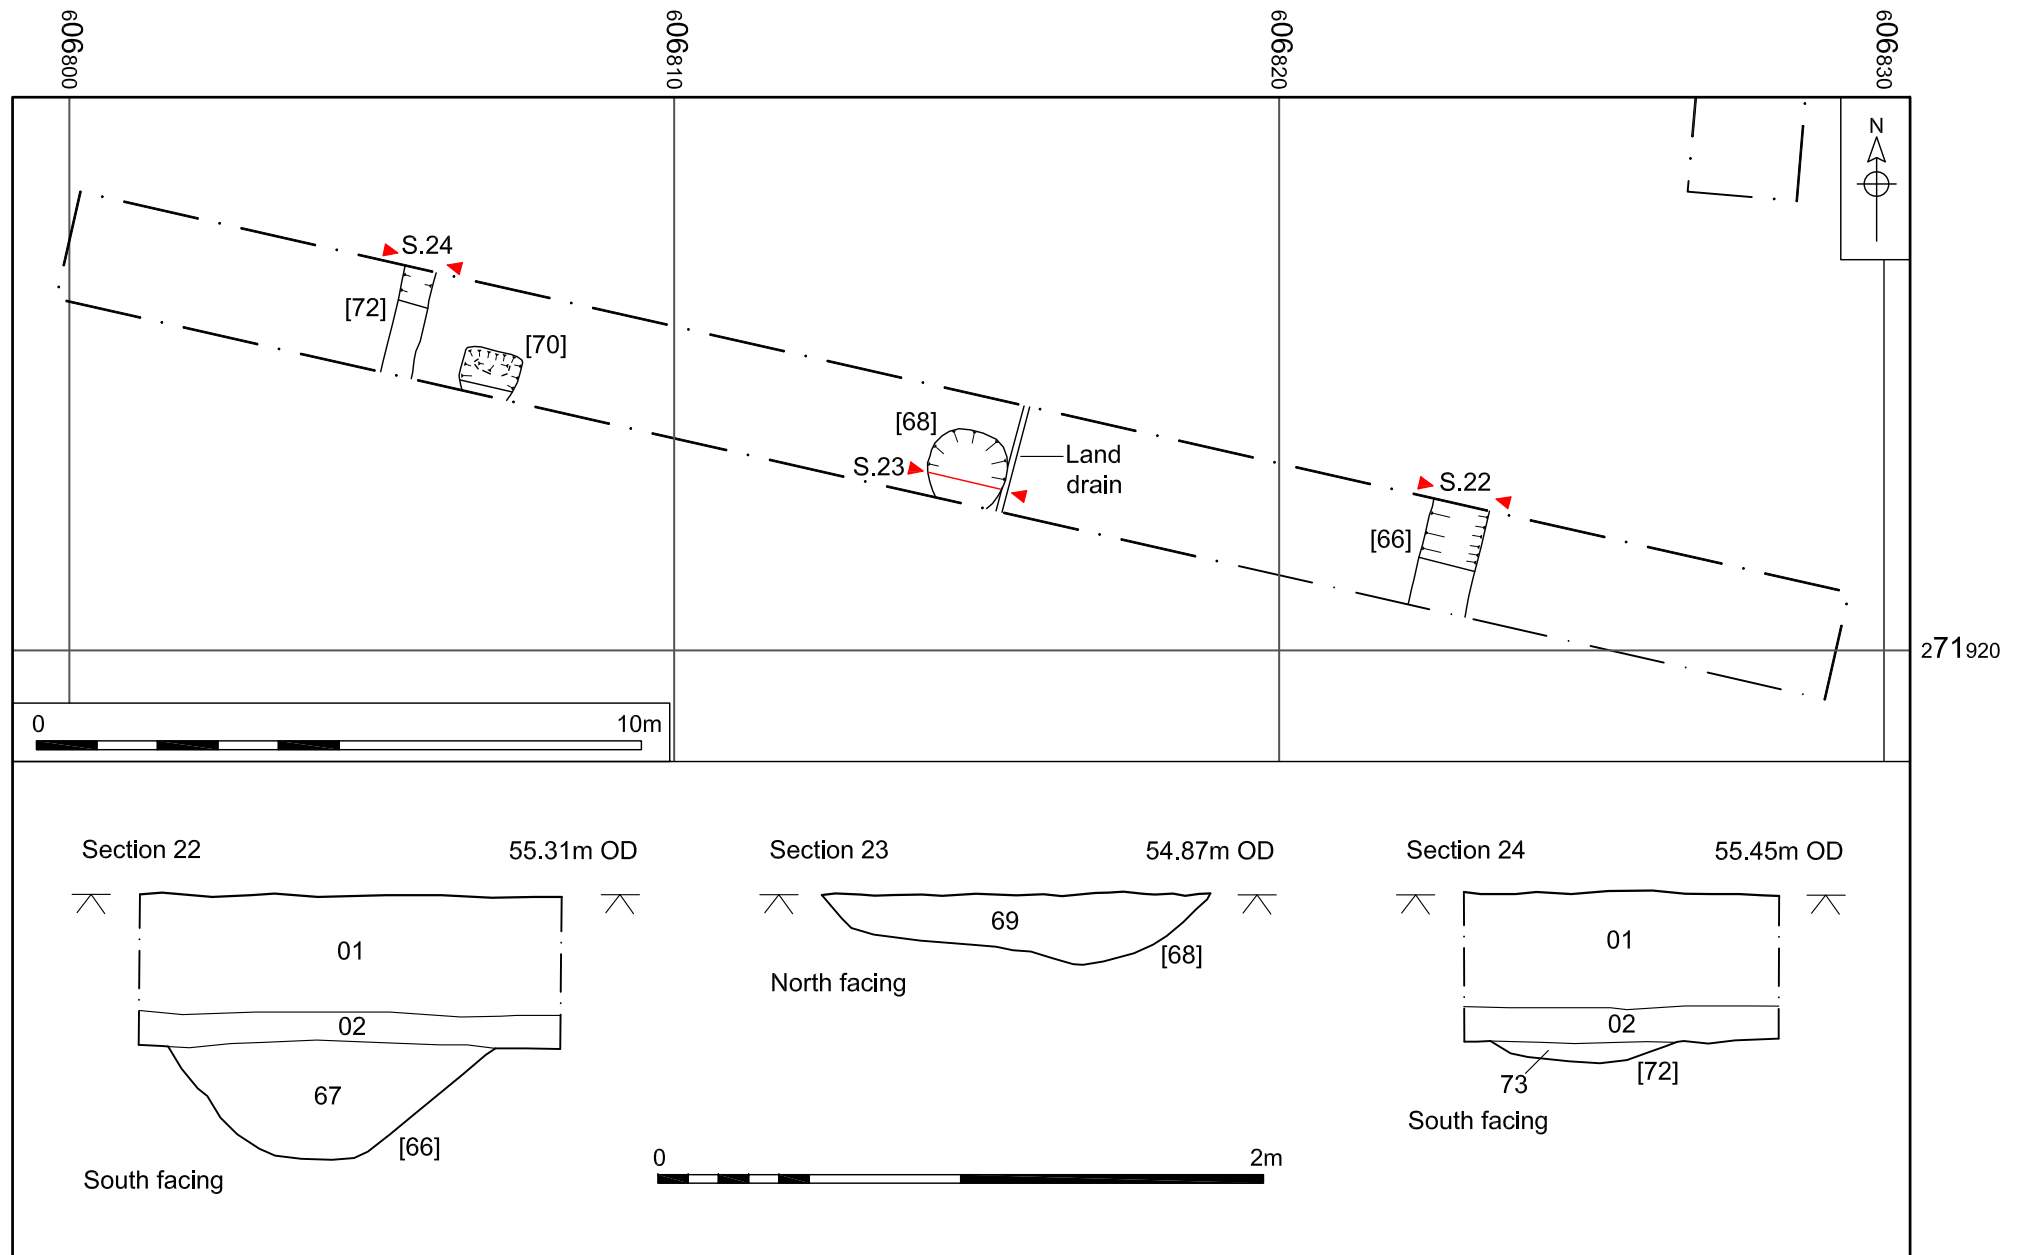 606800
606810
606820
606830
N
S.24
[72]
[70]
[68]
S.23
Land
drain
S.22
[66]
271920
0 10m
Section 22 55.31m OD
01
02
67
[66]
South facing
Section 23 54.87m OD
69
[68]
North facing
Section 24 55.45m OD
01
02
73
[72]
South facing
0 2m